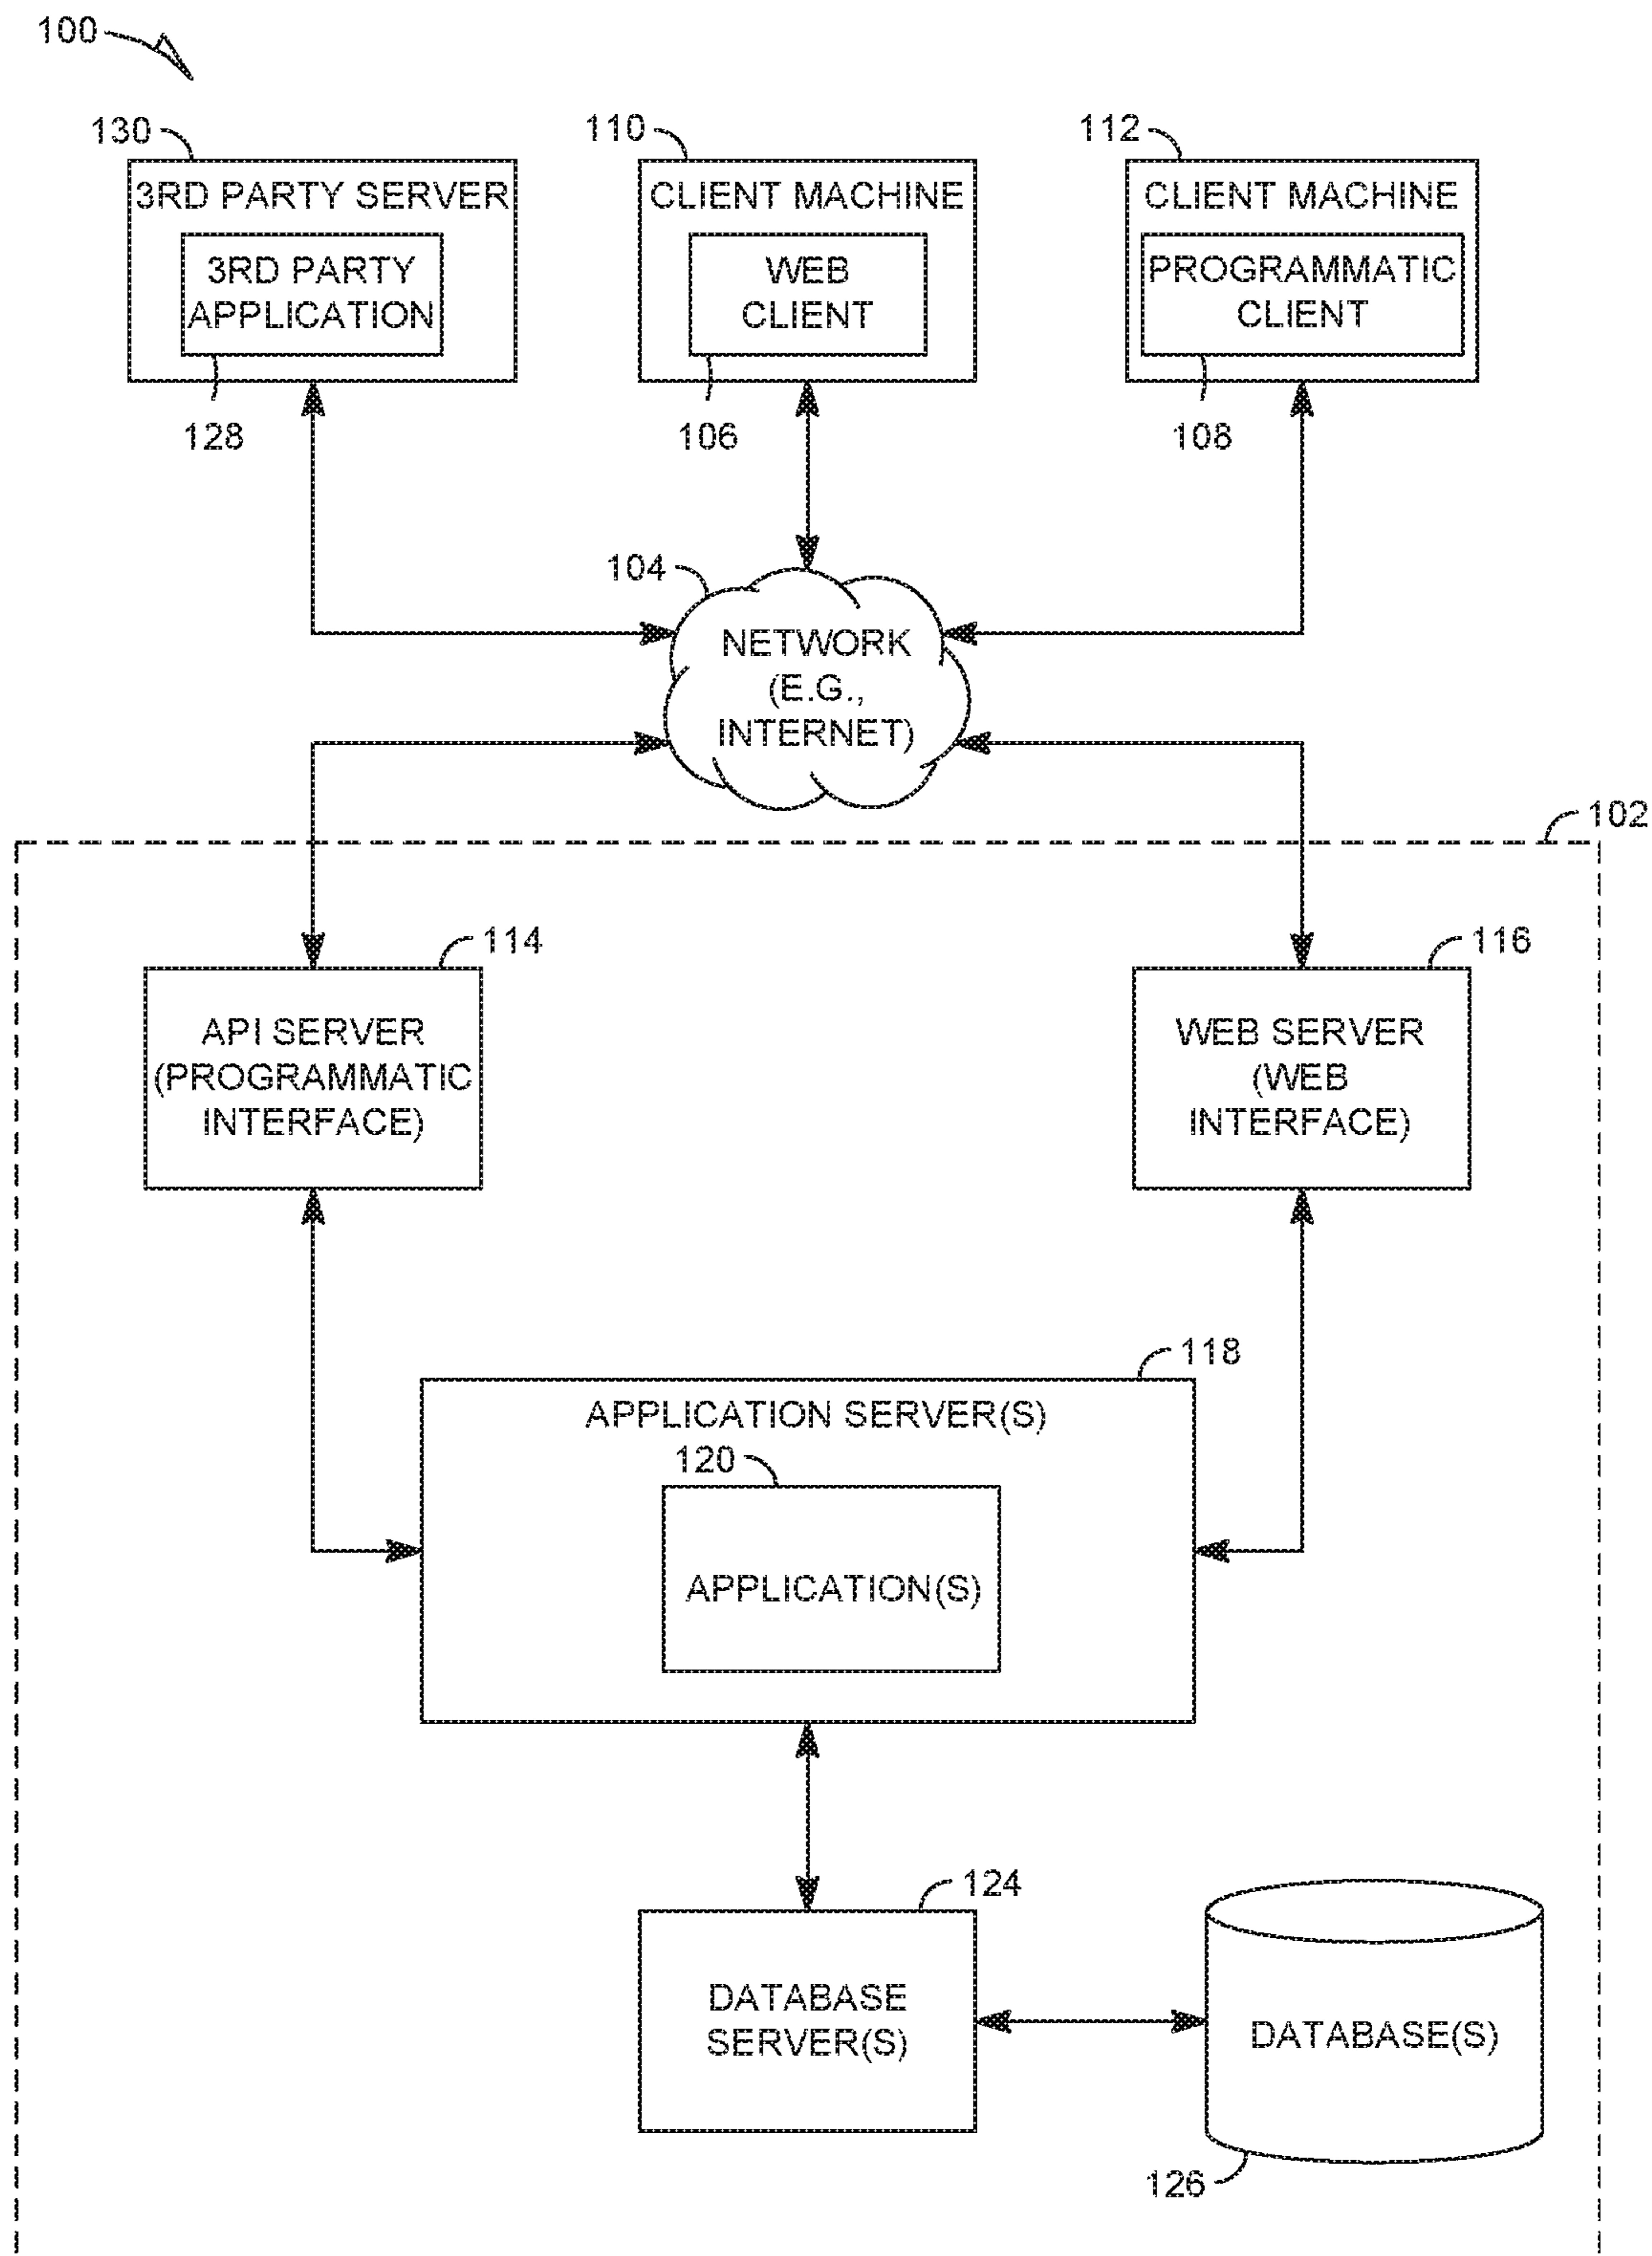 100
130
110
112
3RD PARTY SERVER
CLIENT MACHINE
CLIENT MACHINE
3RD PARTY
APPLICATION
WEB
CLIENT
PROGRAMMATIC
CLIENT
128
106
108
104
NETWORK
(E.G.,
INTERNET)
102
114
116
API SERVER
(PROGRAMMATIC
INTERFACE)
WEB SERVER
(WEB
INTERFACE)
118
APPLICATION SERVER(S)
120
APPLICATION(S)
124
DATABASE
SERVER(S)
DATABASE(S)
126